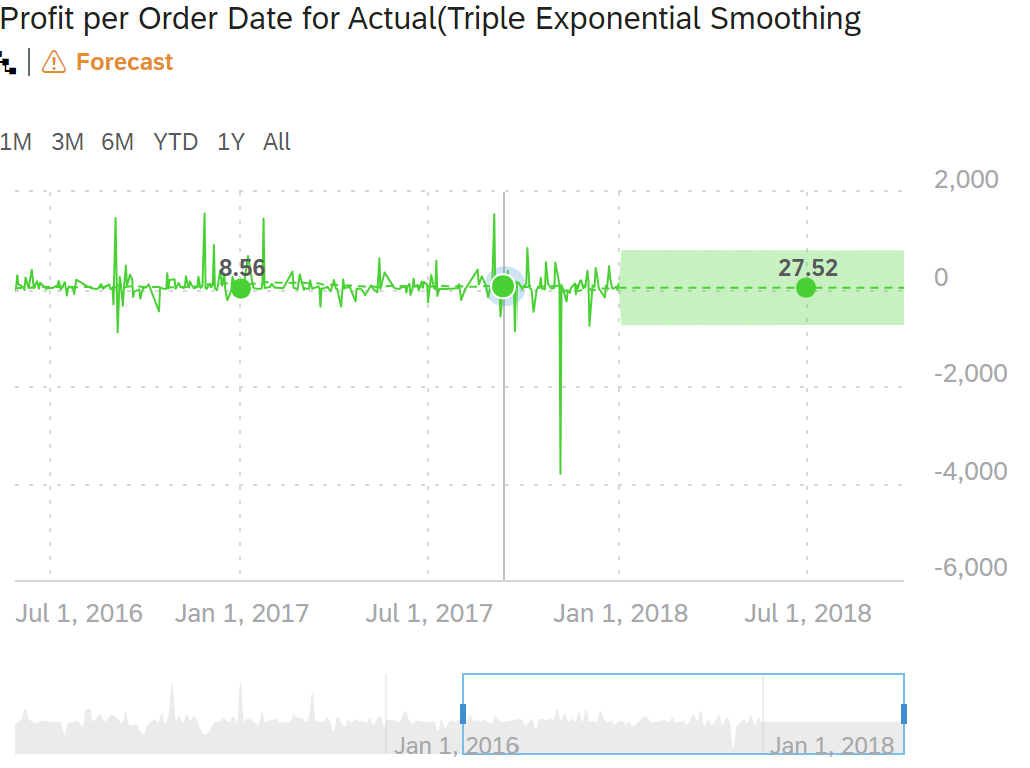 Profit per Order Date for Actual(Triple Exponential Smoothing
Forecast
1M 3M 6M YTD 1Y All
2,000
8.56
27.52
0
-2,000
-4,000
-6,000
Jul 1, 2016 Jan 1, 2017 Jul 1, 2017 Jan 1, 2018 Jul 1, 2018
Jan 1, 2016 Jan 1, 2018